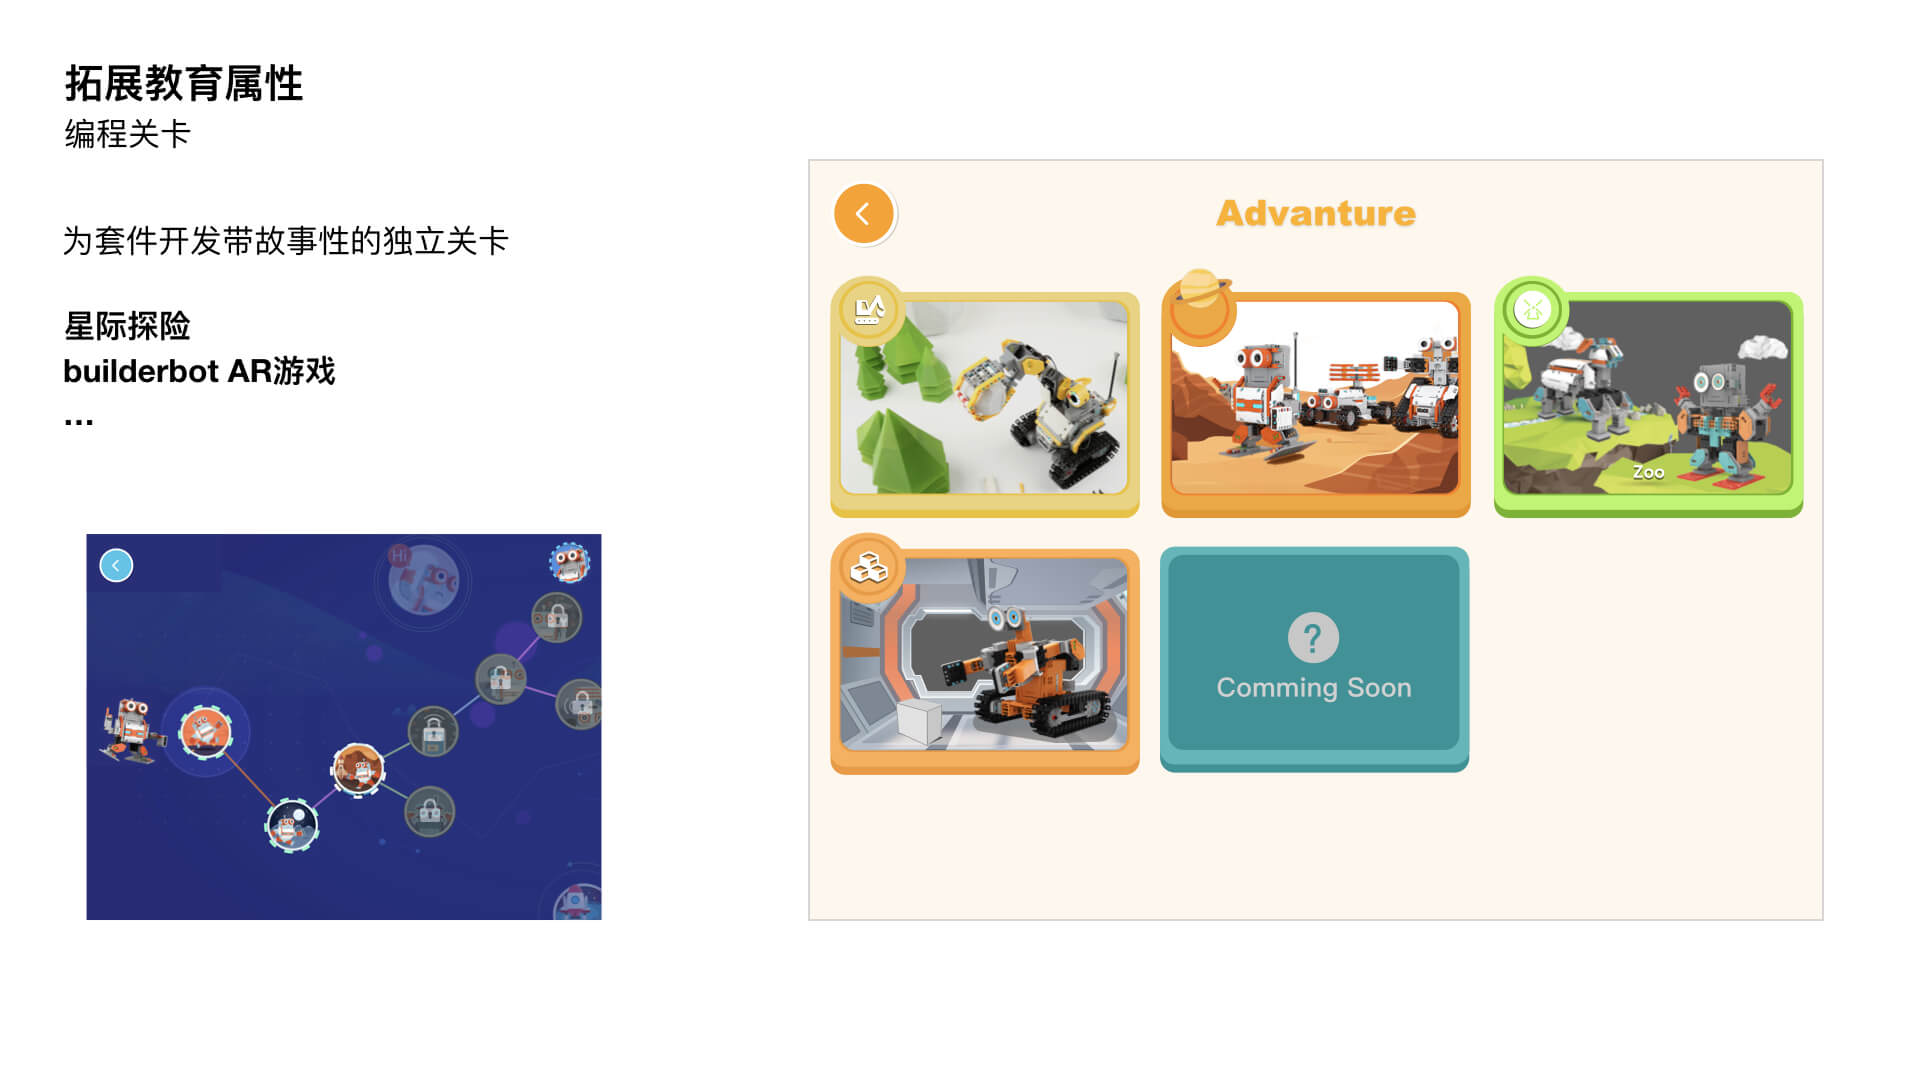 拓展教育属性
编程关卡
为套件开发带故事性的独立关卡
星际探险
builderbot AR游戏
...
Hi
Advanture
Zoo
?
Comming Soon